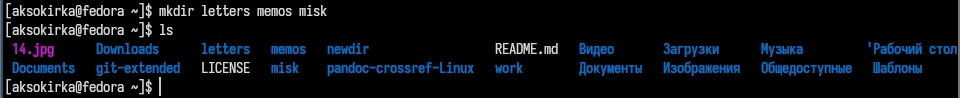 [aksokirka@fedora ~]$ mkdir letters memos misk
[aksokirka@fedora ~]$ ls
14.jpg Downloads letters memos newdir README.md Видео Загрузки Музыка 'Рабочий стол
Documents git-extended LICENSE misk pandoc-crossref-Linux work Документы Изображения Общедоступные Шаблоны
[aksokirka@fedora ~]$